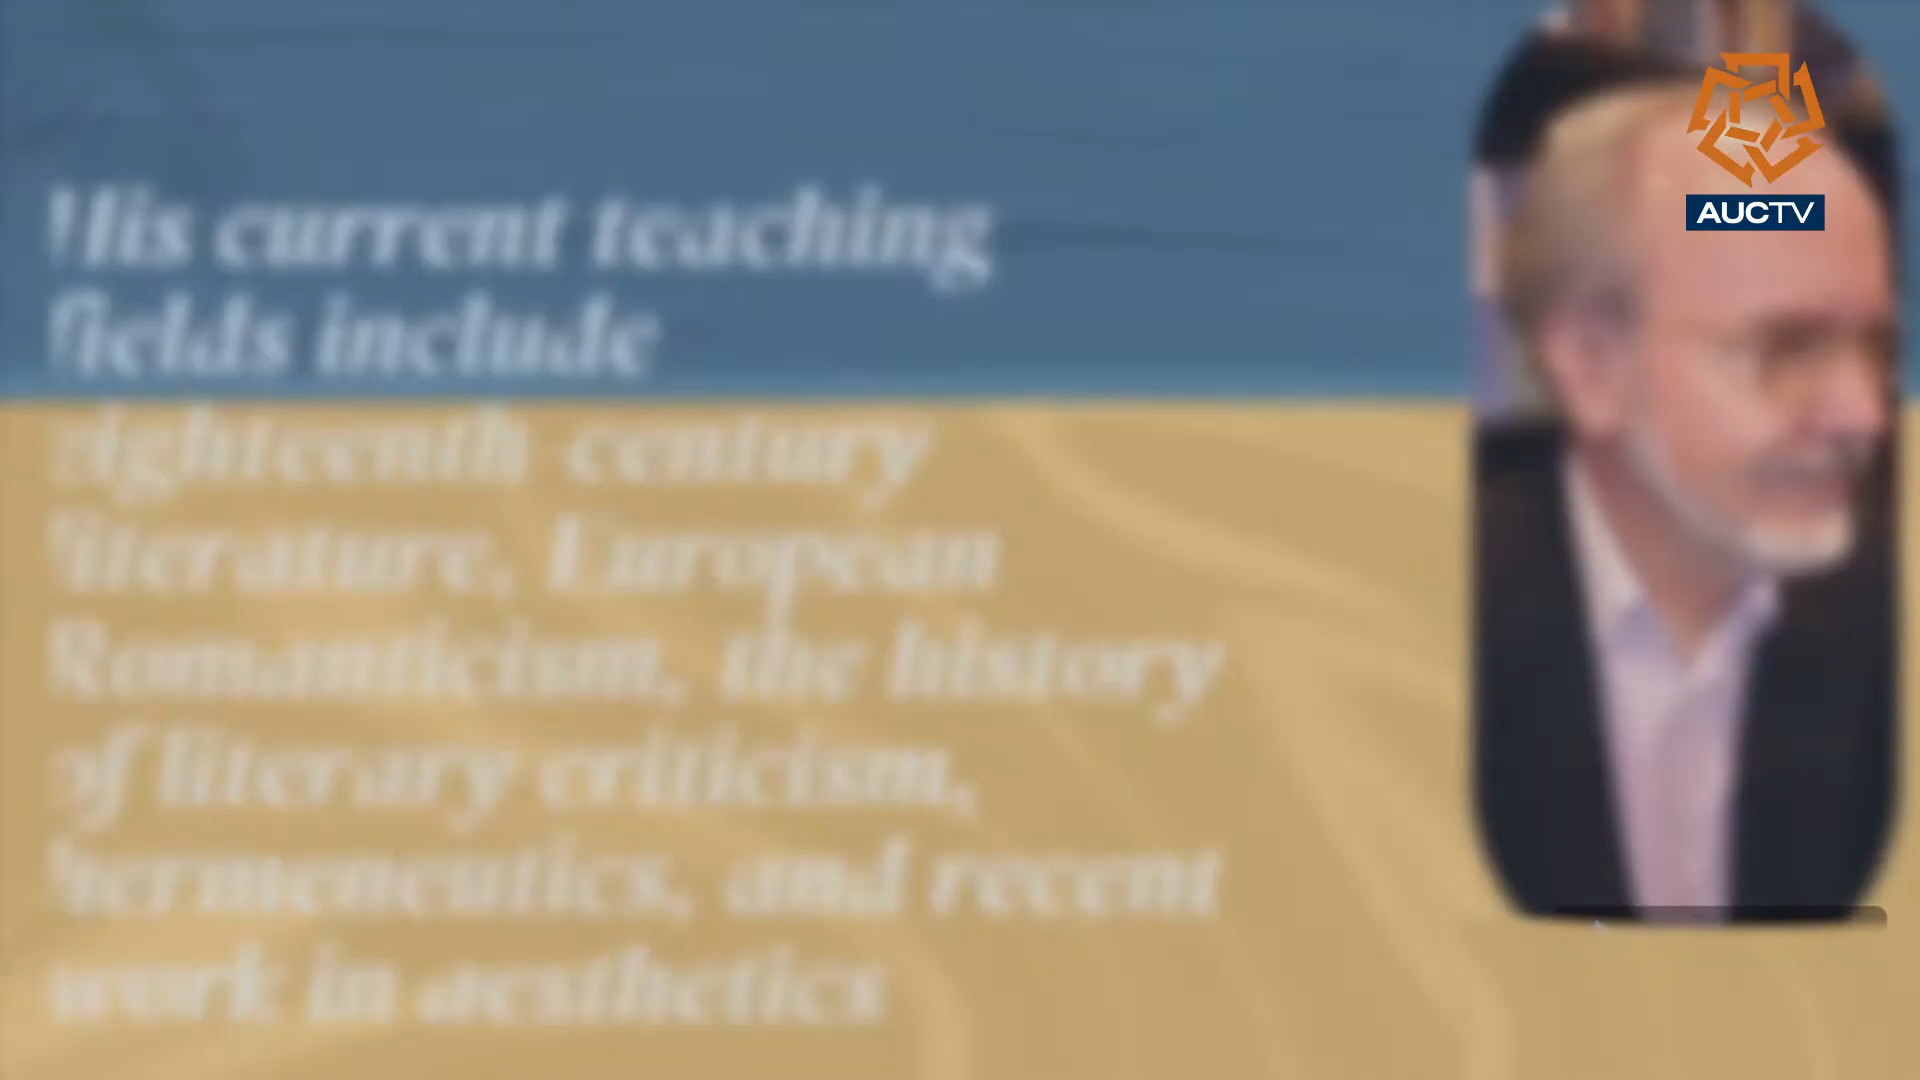 AUCTV
His current teaching
fields include
eighteenth century
literature, European
Romanticism, the history
of literary criticism,
hermeneutics, and recent
work in aesthetics